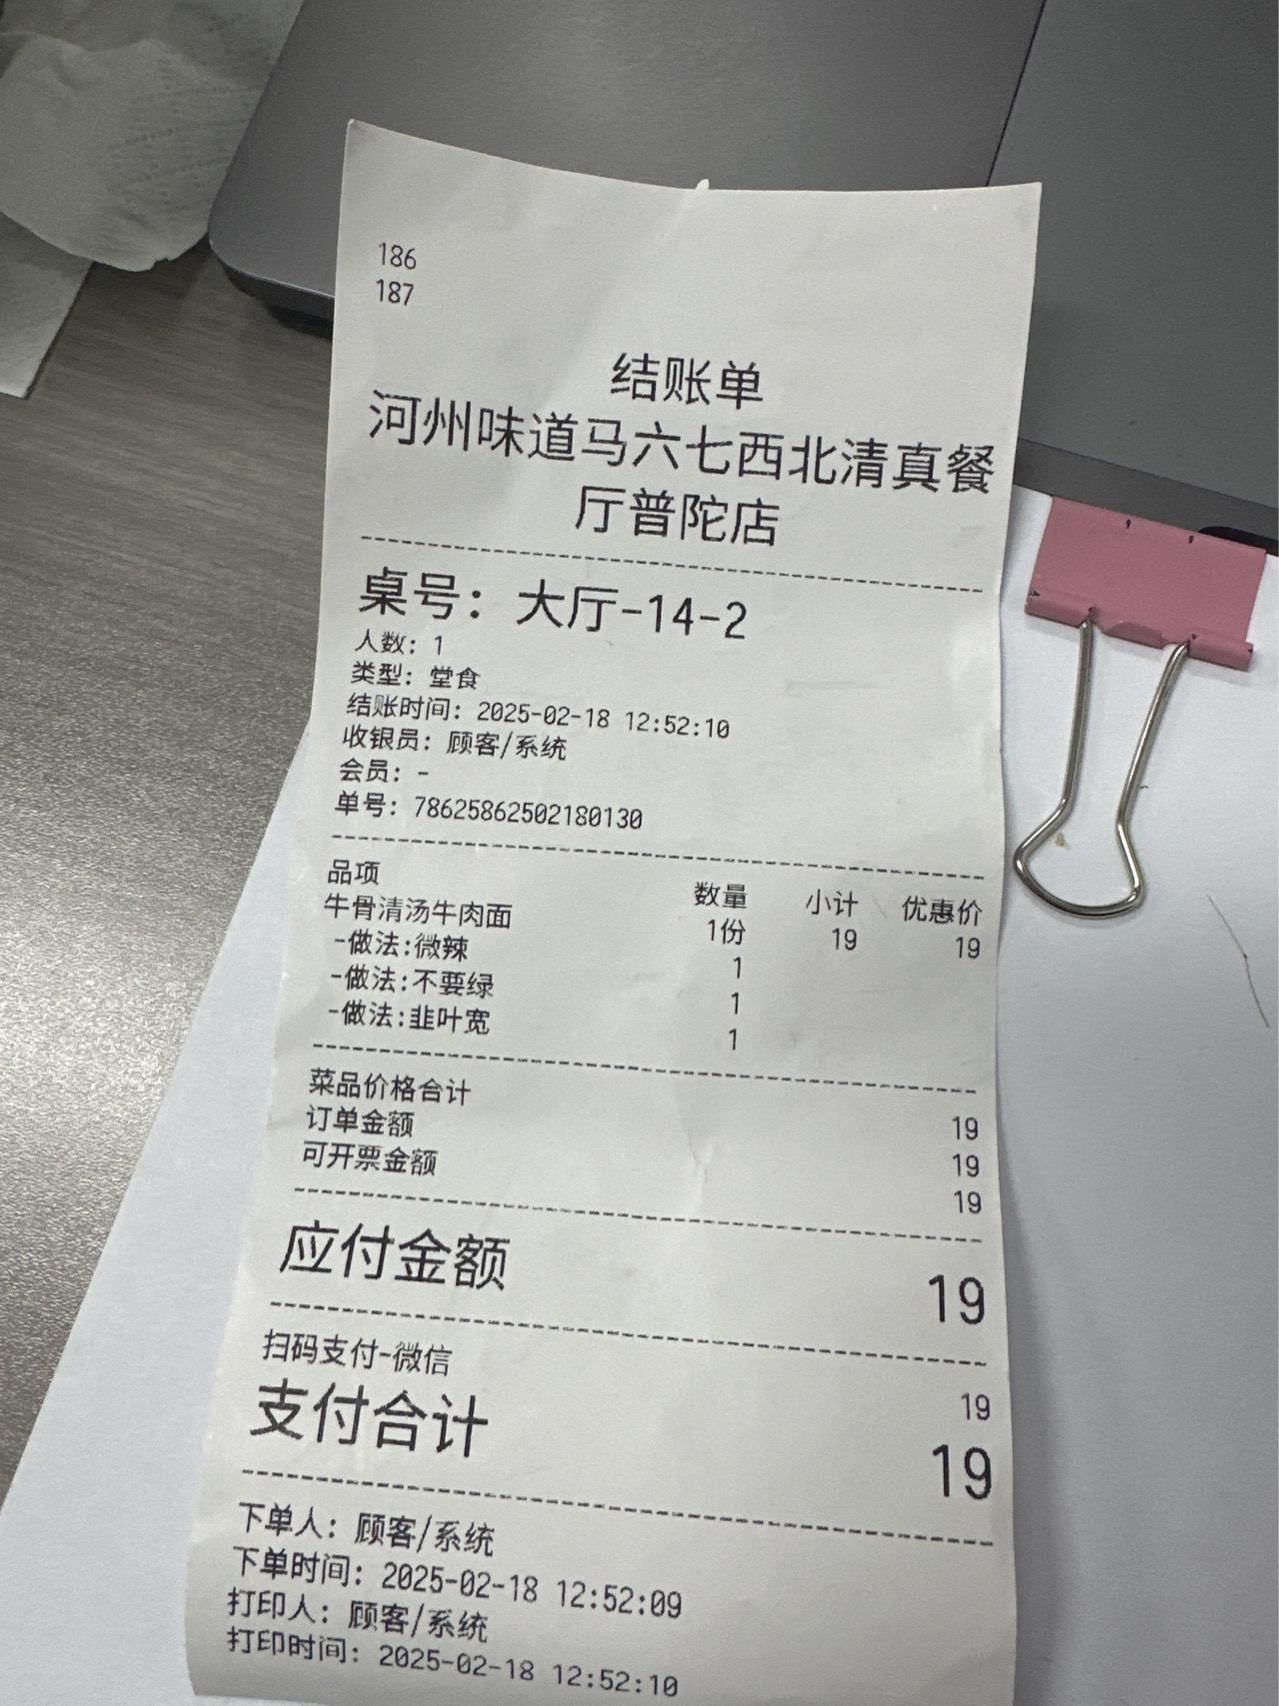 186
187
结账单
河州味道马六七西北清真餐
厅普陀店
桌号：大厅-14-2
人数：1
类型：堂食
结账时间：2025-02-18 12:52:10
收银员：顾客/系统
会员：-
单号：78625862502180130
品项 数量 小计 优惠价
牛骨清汤牛肉面 1份 19 19
-做法:微辣 1
-做法:不要绿 1
-做法:韭叶宽 1
菜品价格合计 19
订单金额 19
可开票金额 19
应付金额 19
扫码支付-微信 19
支付合计 19
下单人：顾客/系统
下单时间：2025-02-18 12:52:09
打印人：顾客/系统
打印时间：2025-02-18 12:52:10